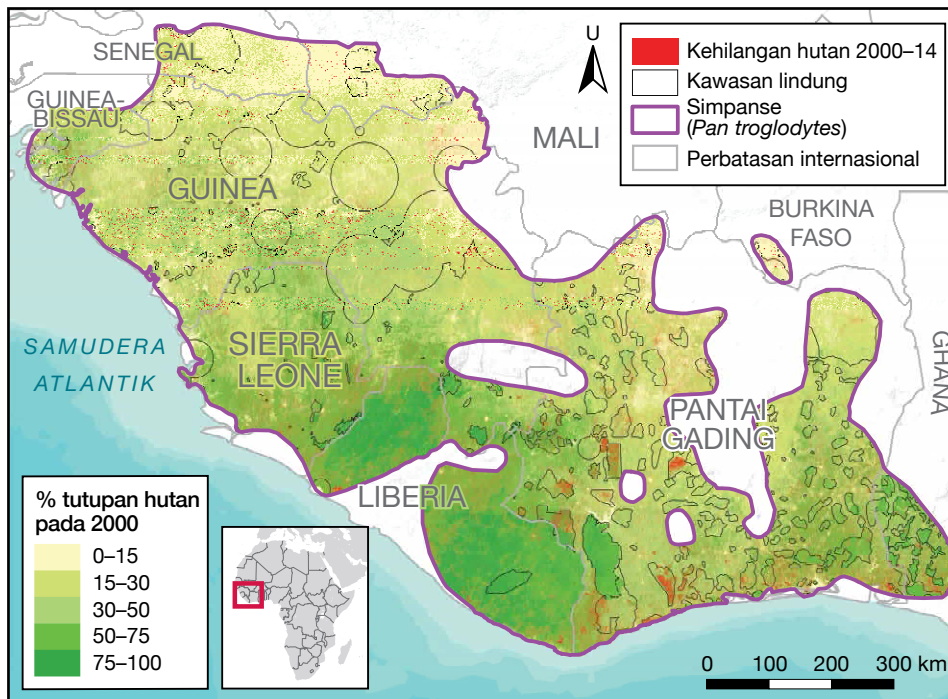 SENEGAL
GUINEA-
BISSAU
GUINEA
MALI
BURKINA
FASO
SIERRA
LEONE
SAMUDERA
ATLANTIK
LIBERIA
PANTAI
GADING
GHANA
U
Kehilangan hutan 2000–14
Kawasan lindung
Simpanse
(Pan troglodytes)
Perbatasan internasional
% tutupan hutan
pada 2000
0–15
15–30
30–50
50–75
75–100
0 100 200 300 km